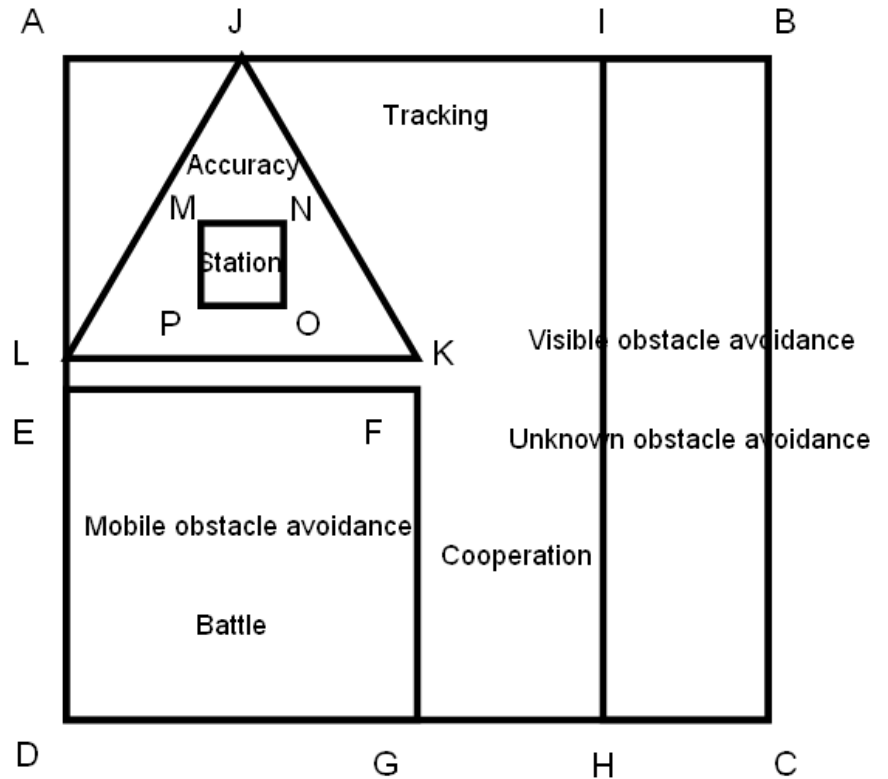 A J I B
Tracking
Accuracy
M N
Station
P O
Visible obstacle avoidance
L K
E F
Unknown obstacle avoidance
Mobile obstacle avoidance
Cooperation
Battle
D G H C